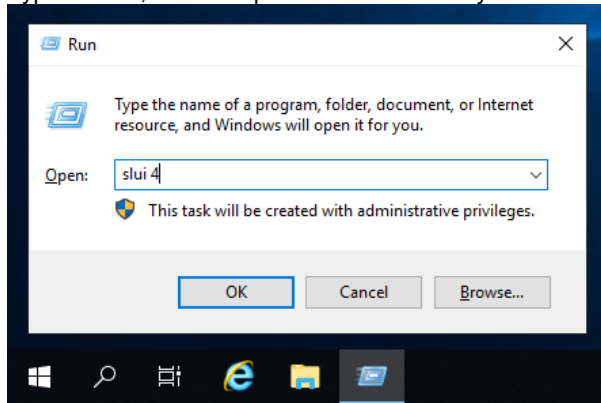 Run
Type the name of a program, folder, document, or Internet
resource, and Windows will open it for you.
Open:
slui 4
This task will be created with administrative privileges.
OK
Cancel
Browse...